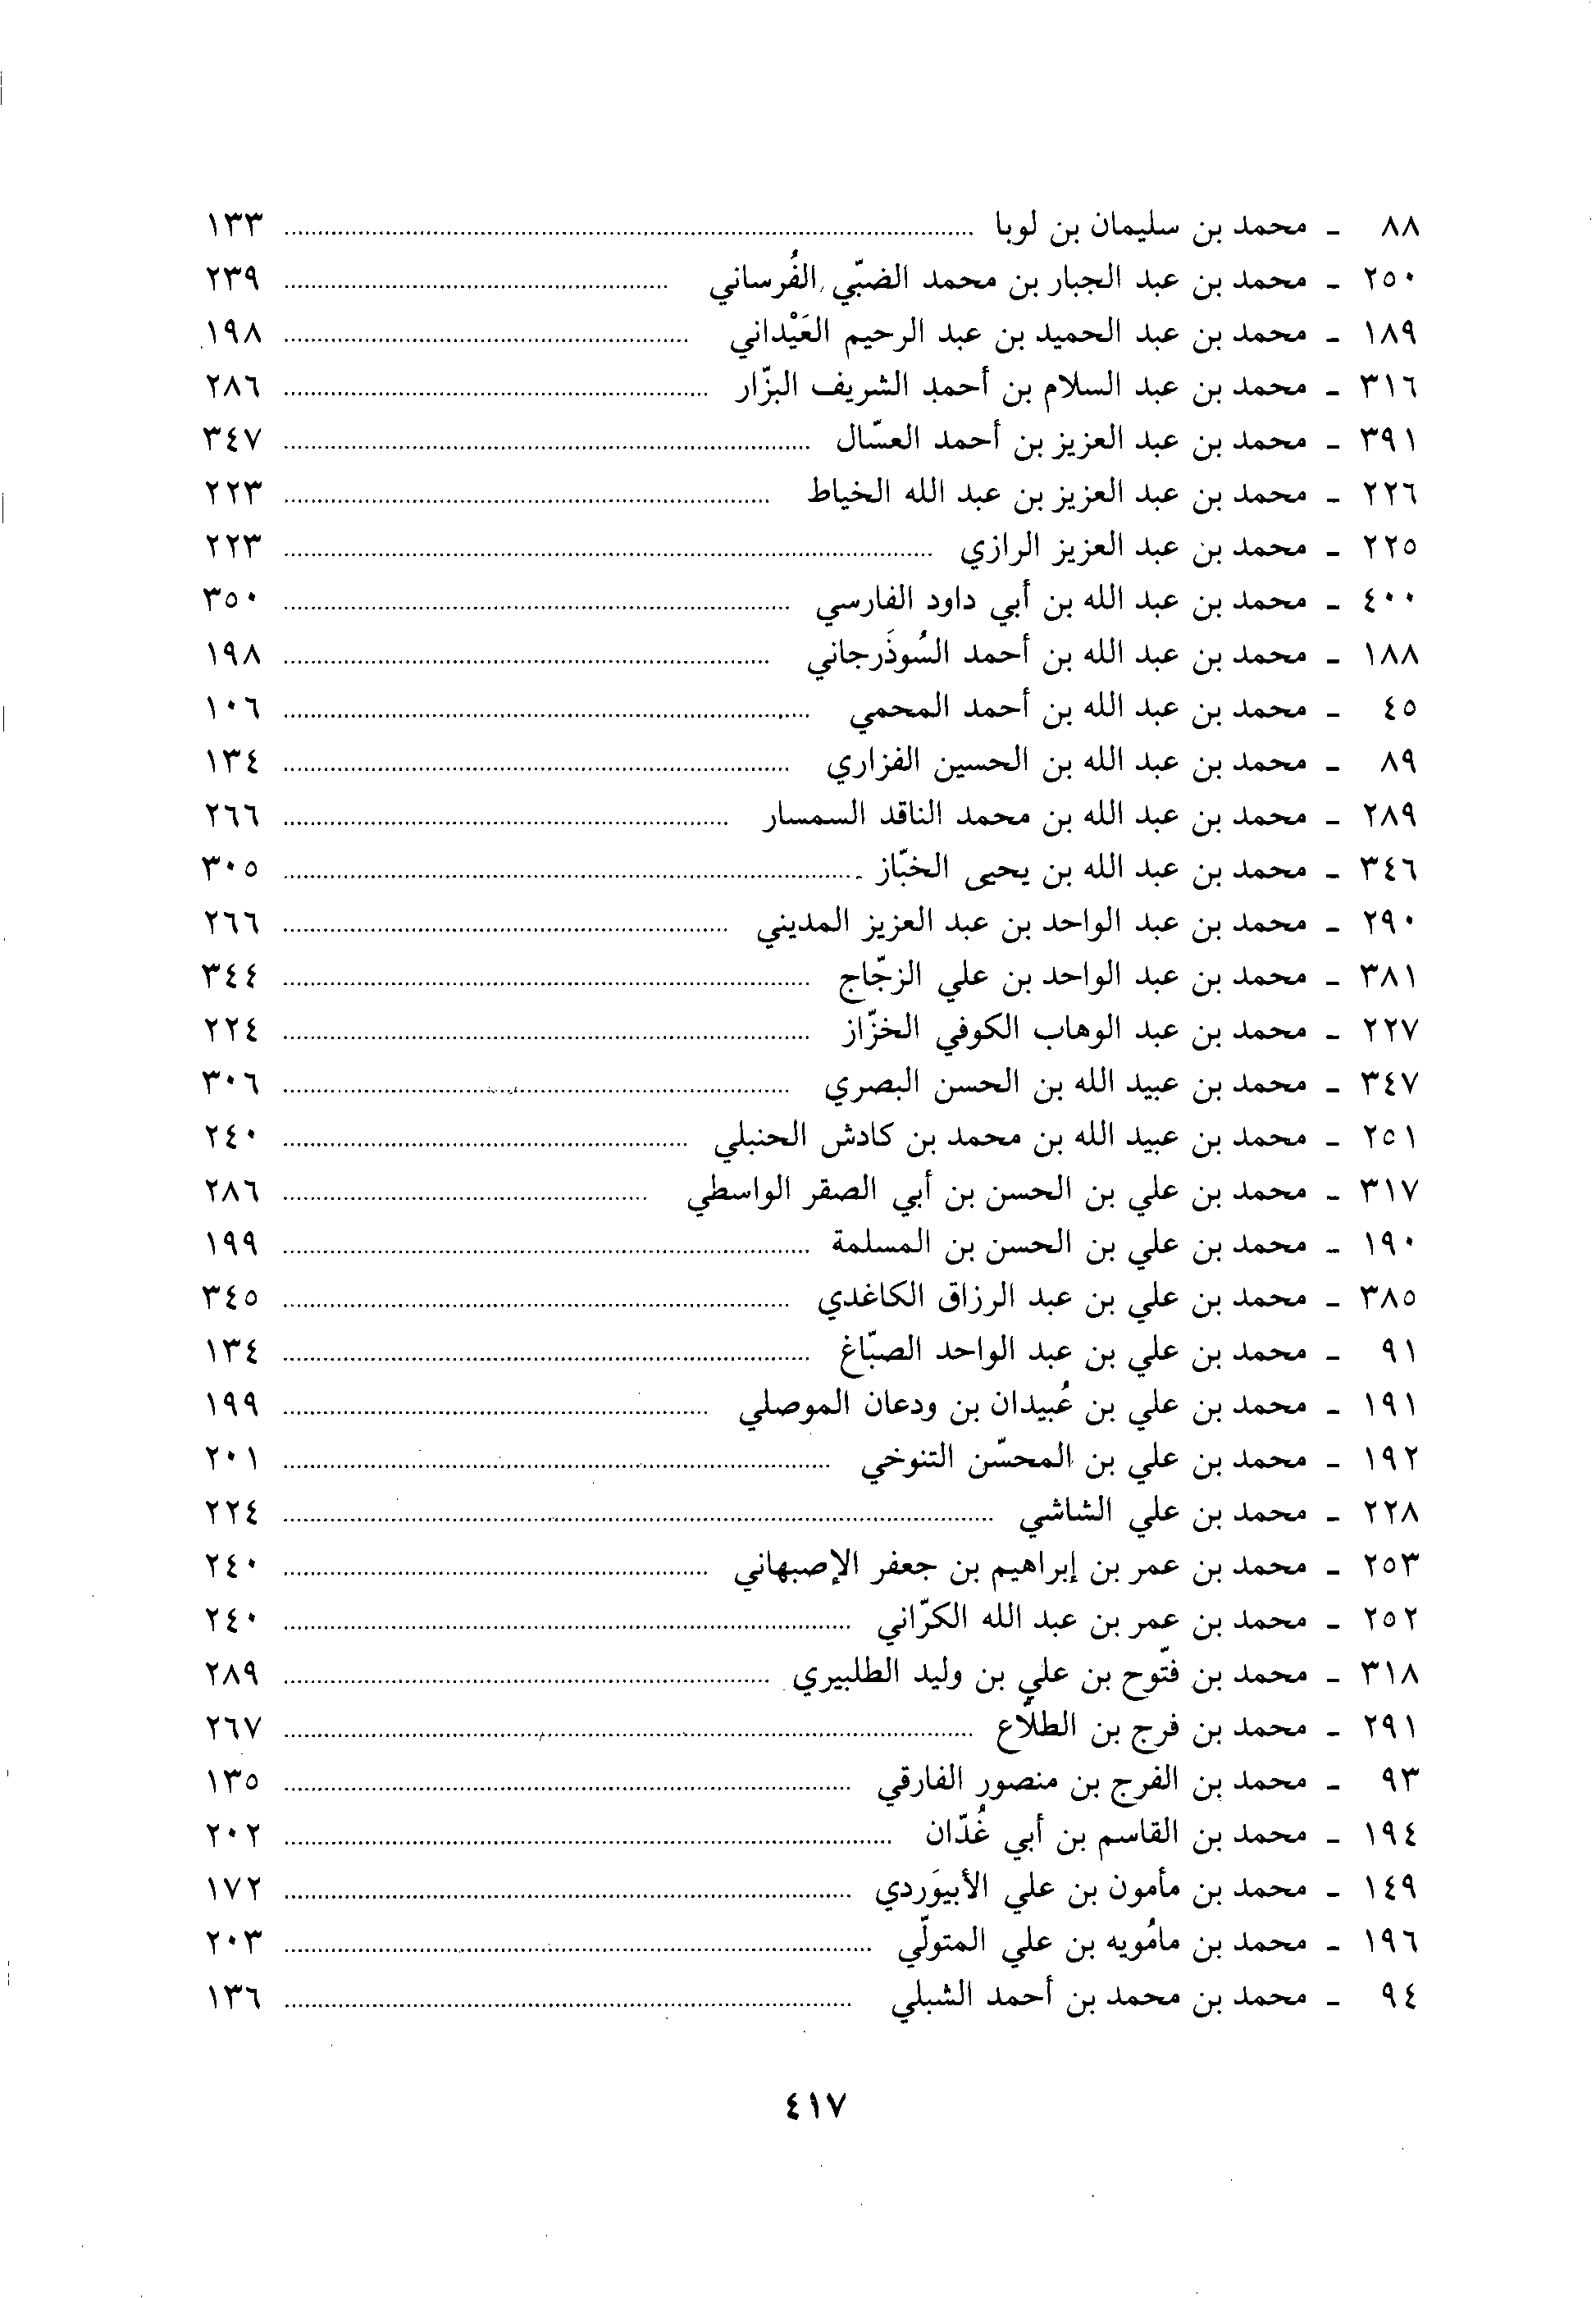 ٨٨ - محمد بن سليمان بن لوبا ........ ١٣٣
٢٥٠ - محمد بن عبد الجبار بن محمد الضبّي الفُرساني ........ ٢٣٩
١٨٩ - محمد بن عبد الحميد بن عبد الرحيم العَيْداني ........ ١٩٨
٣١٦ - محمد بن عبد السلام بن أحمد الشريف البزّار ........ ٢٨٦
٣٩١ - محمد بن عبد العزيز بن أحمد العسّال ........ ٣٤٧
٢٢٦ - محمد بن عبد العزيز بن عبد الله الخياط ........ ٢٢٣
٢٢٥ - محمد بن عبد العزيز الرازي ........ ٢٢٣
٤٠٠ - محمد بن عبد الله بن أبي داود الفارسي ........ ٣٥٠
١٨٨ - محمد بن عبد الله بن أحمد السُوذَرجاني ........ ١٩٨
٤٥ - محمد بن عبد الله بن أحمد المحمي ........ ١٠٦
٨٩ - محمد بن عبد الله بن الحسين الفزاري ........ ١٣٤
٢٨٩ - محمد بن عبد الله بن محمد الناقد السمسار ........ ٢٦٦
٣٤٦ - محمد بن عبد الله بن يحيى الخبّاز ........ ٣٠٥
٢٩٠ - محمد بن عبد الواحد بن عبد العزيز المديني ........ ٢٦٦
٣٨١ - محمد بن عبد الواحد بن علي الزجّاج ........ ٣٤٤
٢٢٧ - محمد بن عبد الوهاب الكوفي الخزّاز ........ ٢٢٤
٣٤٧ - محمد بن عبيد الله بن الحسن البصري ........ ٣٠٦
٢٥١ - محمد بن عبيد الله بن محمد بن كادش الحنبلي ........ ٢٤٠
٣١٧ - محمد بن علي بن الحسن بن أبي الصقر الواسطي ........ ٢٨٦
١٩٠ - محمد بن علي بن الحسن بن المسلمة ........ ١٩٩
٣٨٥ - محمد بن علي بن عبد الرزاق الكاغدي ........ ٣٤٥
٩١ - محمد بن علي بن عبد الواحد الصبّاغ ........ ١٣٤
١٩١ - محمد بن علي بن عُبيدان بن ودعان الموصلي ........ ١٩٩
١٩٢ - محمد بن علي بن المحسّن التنوخي ........ ٢٠١
٢٢٨ - محمد بن علي الشاشي ........ ٢٢٤
٢٥٣ - محمد بن عمر بن إبراهيم بن جعفر الإصبهاني ........ ٢٤٠
٢٥٢ - محمد بن عمر بن عبد الله الكرّاني ........ ٢٤٠
٣١٨ - محمد بن فتّوح بن علي بن وليد الطلبيري ........ ٢٨٩
٢٩١ - محمد بن فرج بن الطلّاع ........ ٢٦٧
٩٣ - محمد بن الفرج بن منصور الفارقي ........ ١٣٥
١٩٤ - محمد بن القاسم بن أبي عُدّان ........ ٢٠٢
١٤٩ - محمد بن مأمون بن علي الأبيوَردي ........ ١٧٢
١٩٦ - محمد بن مامُويه بن علي المتولّي ........ ٢٠٣
٩٤ - محمد بن محمد بن أحمد الشبلي ........ ١٣٦
٤١٧